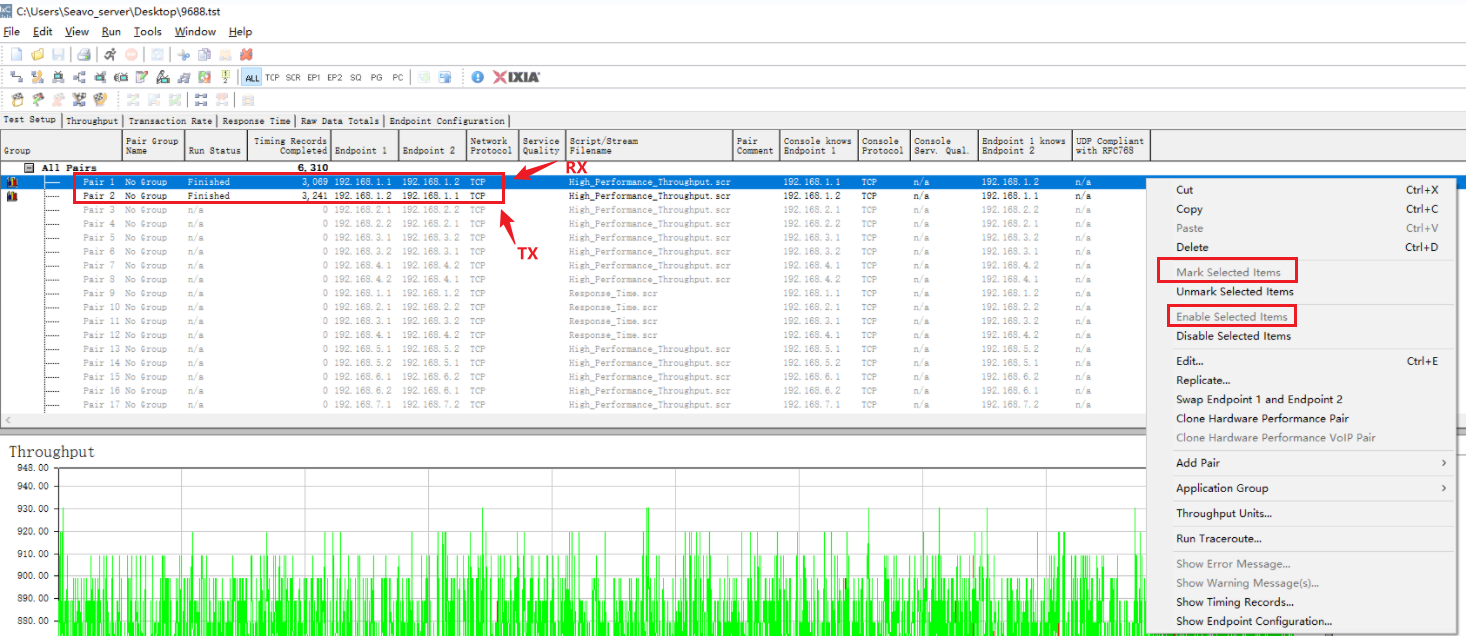 C:\Users\Seavo_server\Desktop\9688.tst
File Edit View Run Tools Window Help
ALL TCP SCR EP1 EP2 SQ PG PC IXIA
Test Setup Throughput Transaction Rate Response Time Raw Data Totals Endpoint Configuration
Group Pair Group Name Run Status Timing Records Completed Endpoint 1 Endpoint 2 Network Protocol Service Quality Script/Stream Filename Pair Comment Console knows Endpoint 1 Console Protocol Console Serv. Qual. Endpoint 1 knows Endpoint 2 UDP Compliant with RFC768
All Pairs 6,310
RX
Pair 1 No Group Finished 3,069 192.168.1.1 192.168.1.2 TCP High_Performance_Throughput.scr 192.168.1.1 TCP n/a 192.168.1.2 n/a
Pair 2 No Group Finished 3,241 192.168.1.2 192.168.1.1 TCP High_Performance_Throughput.scr 192.168.1.2 TCP n/a 192.168.1.1 n/a
Pair 3 No Group n/a 0 192.168.2.1 192.168.2.2 TCP High_Performance_Throughput.scr 192.168.2.1 TCP n/a 192.168.2.2 n/a
Pair 4 No Group n/a 0 192.168.2.2 192.168.2.1 TCP High_Performance_Throughput.scr 192.168.2.2 TCP n/a 192.168.2.1 n/a
Pair 5 No Group n/a 0 192.168.3.1 192.168.3.2 TCP High_Performance_Throughput.scr 192.168.3.1 TCP n/a 192.168.3.2 n/a
TX
Pair 6 No Group n/a 0 192.168.3.2 192.168.3.1 TCP High_Performance_Throughput.scr 192.168.3.2 TCP n/a 192.168.3.1 n/a
Pair 7 No Group n/a 0 192.168.4.1 192.168.4.2 TCP High_Performance_Throughput.scr 192.168.4.1 TCP n/a 192.168.4.2 n/a
Pair 8 No Group n/a 0 192.168.4.2 192.168.4.1 TCP High_Performance_Throughput.scr 192.168.4.2 TCP n/a 192.168.4.1 n/a
Pair 9 No Group n/a 0 192.168.1.1 192.168.1.2 TCP Response_Time.scr 192.168.1.1 TCP n/a 192.168.1.2 n/a
Pair 10 No Group n/a 0 192.168.2.1 192.168.2.2 TCP Response_Time.scr 192.168.2.1 TCP n/a 192.168.2.2 n/a
Pair 11 No Group n/a 0 192.168.3.1 192.168.3.2 TCP Response_Time.scr 192.168.3.1 TCP n/a 192.168.3.2 n/a
Pair 12 No Group n/a 0 192.168.4.1 192.168.4.2 TCP Response_Time.scr 192.168.4.1 TCP n/a 192.168.4.1 n/a
Pair 13 No Group n/a 0 192.168.5.1 192.168.5.2 TCP High_Performance_Throughput.scr 192.168.5.1 TCP n/a 192.168.5.2 n/a
Pair 14 No Group n/a 0 192.168.5.2 192.168.5.1 TCP High_Performance_Throughput.scr 192.168.5.2 TCP n/a 192.168.5.1 n/a
Pair 15 No Group n/a 0 192.168.6.1 192.168.6.2 TCP High_Performance_Throughput.scr 192.168.6.1 TCP n/a 192.168.6.2 n/a
Pair 16 No Group n/a 0 192.168.6.2 192.168.6.1 TCP High_Performance_Throughput.scr 192.168.6.2 TCP n/a 192.168.6.1 n/a
Pair 17 No Group n/a 0 192.168.7.1 192.168.7.2 TCP High_Performance_Throughput.scr 192.168.7.1 TCP n/a 192.168.7.2 n/a
Cut Ctrl+X
Copy Ctrl+C
Paste Ctrl+V
Delete Ctrl+D
Mark Selected Items
Unmark Selected Items
Enable Selected Items
Disable Selected Items
Edit... Ctrl+E
Replicate...
Swap Endpoint 1 and Endpoint 2
Clone Hardware Performance Pair
Clone Hardware Performance VoIP Pair
Add Pair
Application Group
Throughput Units...
Run Traceroute...
Show Error Message...
Show Warning Message(s)...
Show Timing Records...
Show Endpoint Configuration...
Throughput
948.00
940.00
930.00
920.00
910.00
900.00
890.00
880.00